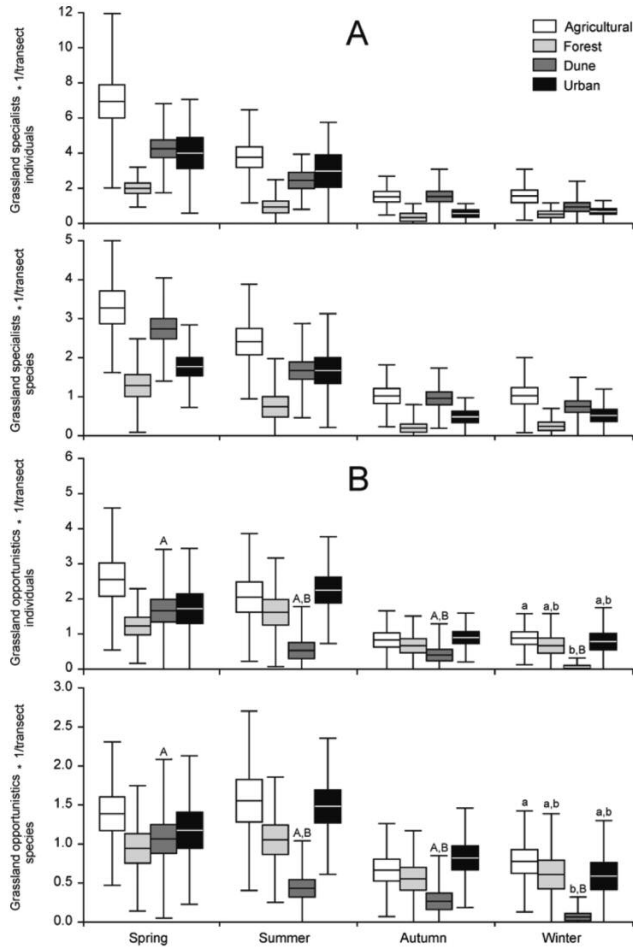 A
Agricultural
Forest
Dune
Urban
Grassland specialists * 1/transect
individuals
12
10
8
6
4
2
0
Grassland specialists * 1/transect
species
5
4
3
2
1
0
B
Grassland opportunistics * 1/transect
individuals
6
5
4
3
2
1
0
A
A,B
A,B
a
a,b
b,B
a,b
Grassland opportunistics * 1/transect
species
3.0
2.5
2.0
1.5
1.0
0.5
0.0
A
A,B
A,B
a
a,b
b,B
a,b
Spring
Summer
Autumn
Winter